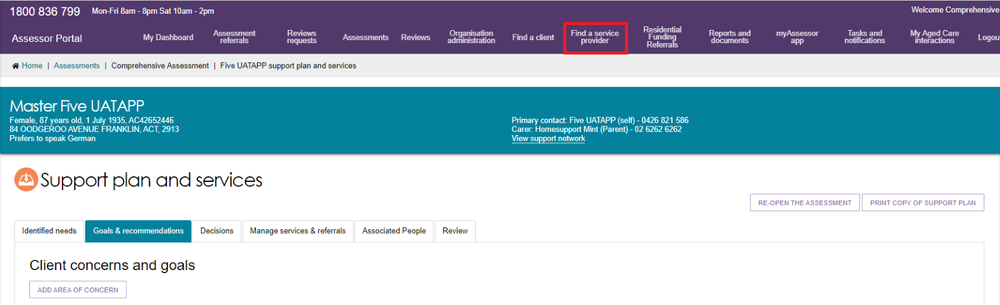 1800 836 799 Mon-Fri 8am - 8pm Sat 10am - 2pm
Welcome Comprehensive
Assessor Portal
My Dashboard
Assessment
referrals
Reviews
requests
Assessments
Reviews
Organisation
administration
Find a client
Find a service
provider
Residential
Funding
Referrals
Reports and
documents
myAssessor
app
Tasks and
notifications
My Aged Care
interactions
Logou
Home | Assessments | Comprehensive Assessment | Five UATAPP support plan and services
Master Five UATAPP
Female, 87 years old, 1 July 1935, AC42652446
84 OODGEROO AVENUE FRANKLIN, ACT, 2913
Prefers to speak German
Primary contact: Five UATAPP (self) - 0426 821 586
Carer: Homesupport Mint (Parent) - 02 6262 6262
View support network
Support plan and services
RE-OPEN THE ASSESSMENT
PRINT COPY OF SUPPORT PLAN
Identified needs
Goals & recommendations
Decisions
Manage services & referrals
Associated People
Review
Client concerns and goals
ADD AREA OF CONCERN